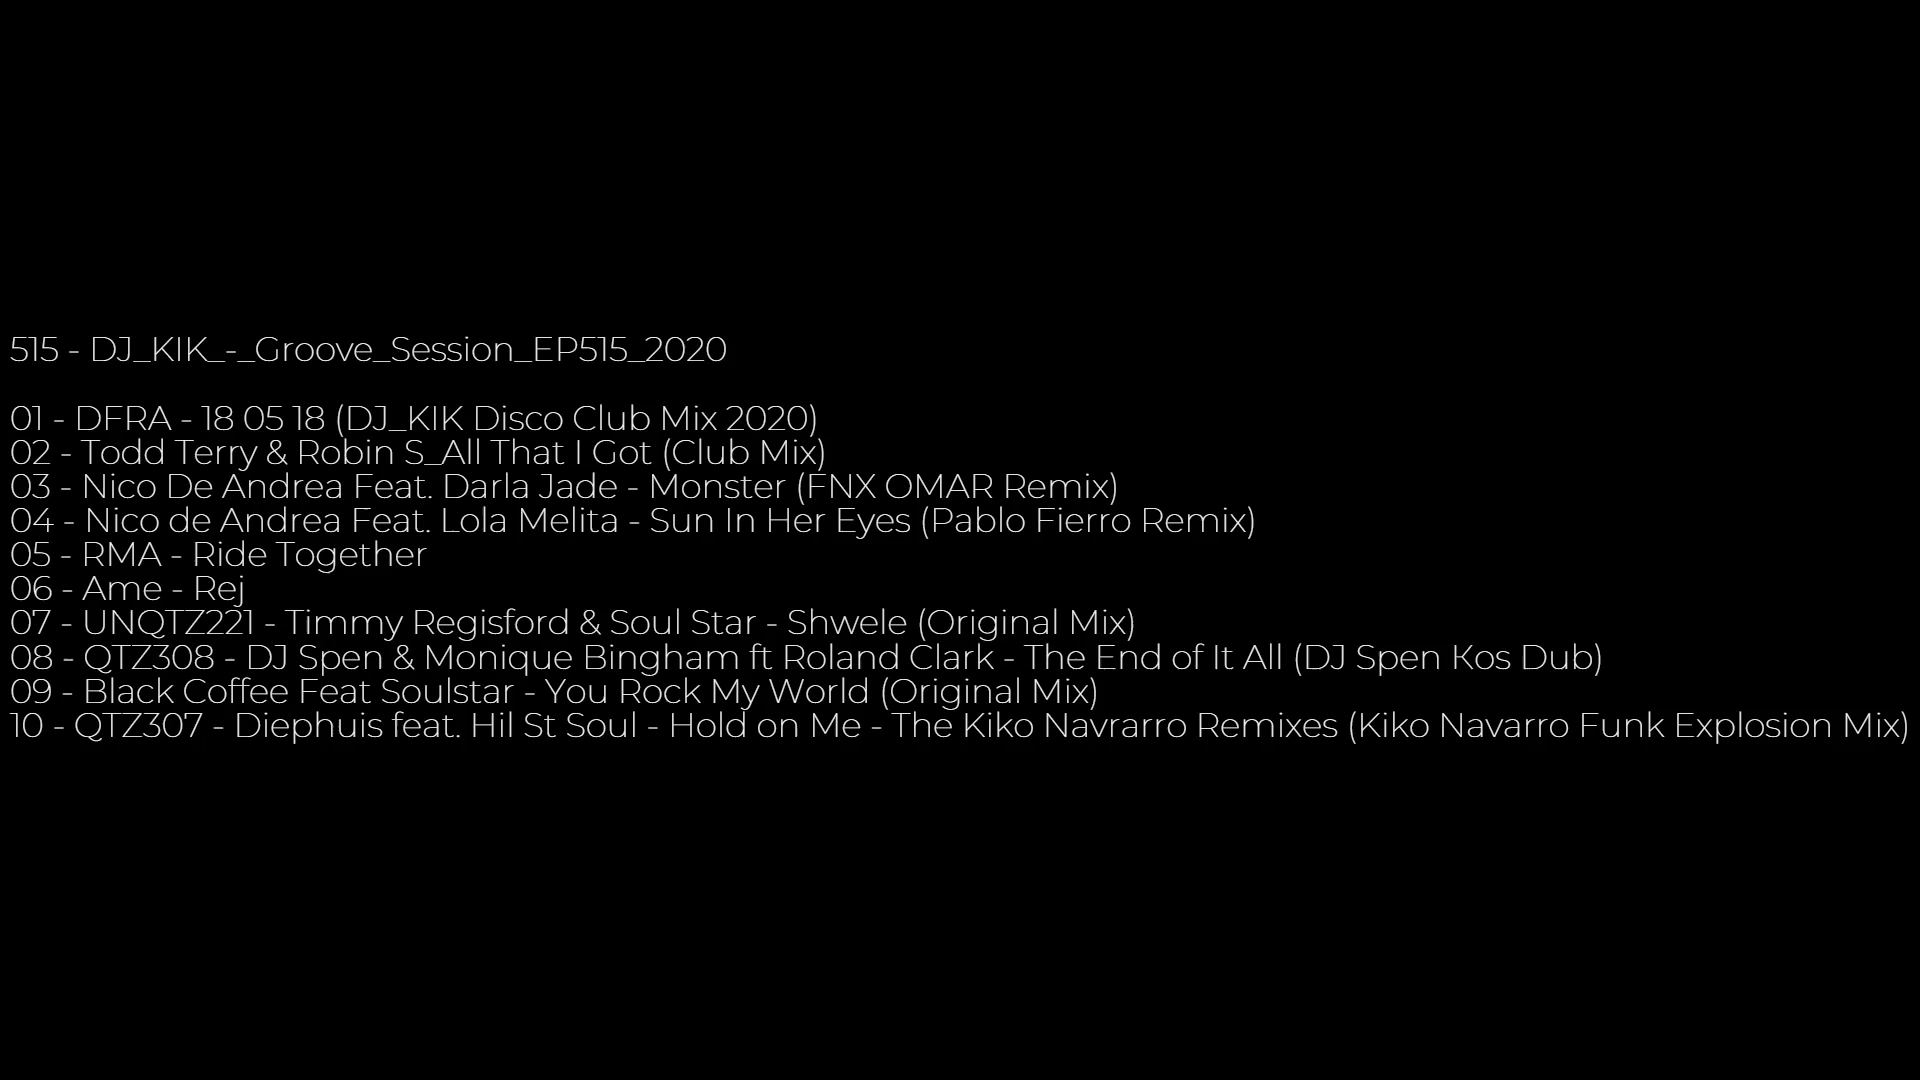 515 - DJ_KIK_-_Groove_Session_EP515_2020
01 - DFRA - 18 05 18 (DJ_KIK Disco Club Mix 2020)
02 - Todd Terry & Robin S_All That I Got (Club Mix)
03 - Nico De Andrea Feat. Darla Jade - Monster (FNX OMAR Remix)
04 - Nico de Andrea Feat. Lola Melita - Sun In Her Eyes (Pablo Fierro Remix)
05 - RMA - Ride Together
06 - Ame - Rej
07 - UNQTZ221 - Timmy Regisford & Soul Star - Shwele (Original Mix)
08 - QTZ308 - DJ Spen & Monique Bingham ft Roland Clark - The End of It All (DJ Spen Kos Dub)
09 - Black Coffee Feat Soulstar - You Rock My World (Original Mix)
10 - QTZ307 - Diephuis feat. Hil St Soul - Hold on Me - The Kiko Navrarro Remixes (Kiko Navarro Funk Explosion Mix)